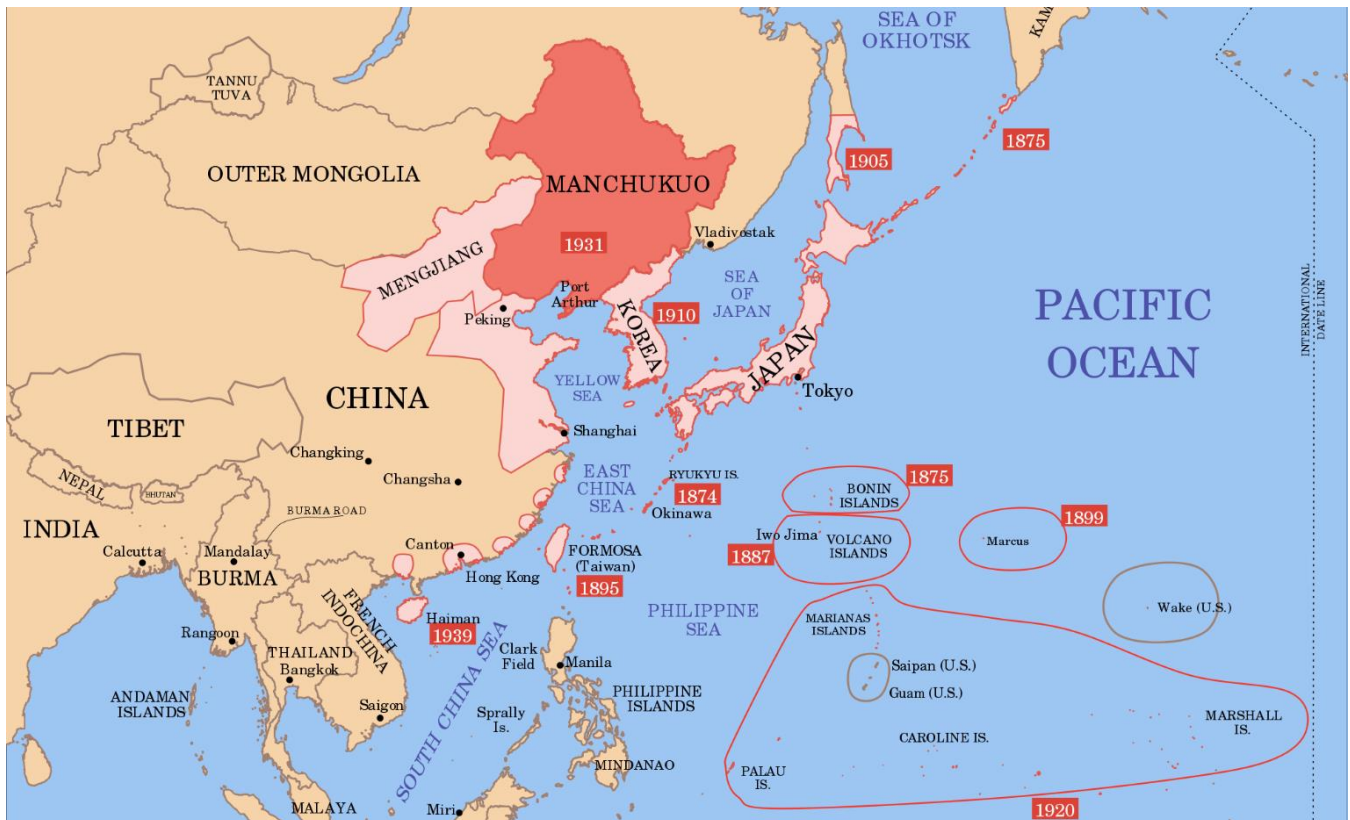 SEA OF
OKHOTSK
KAM
TANNU
TUVA
1875
1905
OUTER MONGOLIA
MANCHUKUO
Vladivostak
1931
MENGJIANG
SEA
OF
JAPAN
INTERNATIONAL
DATE LINE
PACIFIC
OCEAN
Port
Arthur
Peking
1910
KOREA
JAPAN
YELLOW
SEA
Tokyo
CHINA
TIBET
Shanghai
Changking
Changsha
NEPAL
BHUTAN
EAST
CHINA
SEA
RYUKYU IS.
1874
Okinawa
1875
BONIN
ISLANDS
BURMA ROAD
INDIA
1899
Marcus
Iwo Jima
VOLCANO
ISLANDS
1887
Calcutta
Mandalay
BURMA
Canton
Hong Kong
FORMOSA
(Taiwan)
1895
FRENCH
INDOCHINA
Haiman
1939
PHILIPPINE
SEA
MARIANAS
ISLANDS
Wake (U.S.)
Rangoon
THAILAND
Bangkok
Clark
Field
Manila
Saipan (U.S.)
Guam (U.S.)
ANDAMAN
ISLANDS
Saigon
SOUTH CHINA SEA
Sprally
Is.
PHILIPPINE
ISLANDS
MARSHALL
IS.
CAROLINE IS.
MINDANAO
PALAU
IS.
MALAYA
Miri
1920